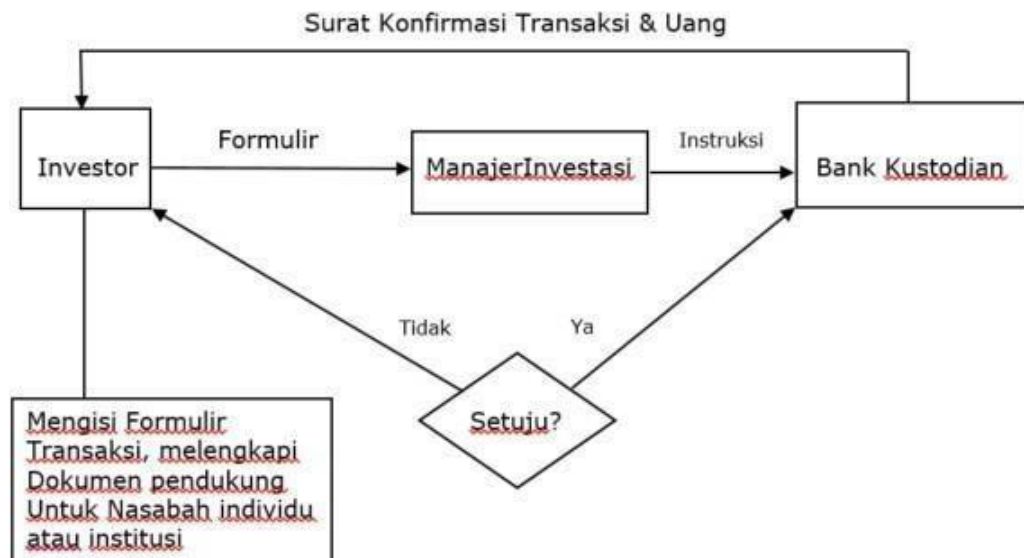 Surat Konfirmasi Transaksi & Uang
Investor
Formulir
ManajerInvestasi
Instruksi
Bank Kustodian
Tidak
Ya
Setuju?
Mengisi Formulir
Transaksi, melengkapi
Dokumen pendukung
Untuk Nasabah individu
atau institusi